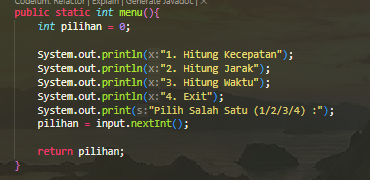 Codeium: Refactor | Explain | Generate Javadoc | ×
public static int menu(){
int pilihan = 0;
System.out.println(x:"1. Hitung Kecepatan");
System.out.println(x:"2. Hitung Jarak");
System.out.println(x:"3. Hitung Waktu");
System.out.println(x:"4. Exit");
System.out.print(s:"Pilih Salah Satu (1/2/3/4) :");
pilihan = input.nextInt();
return pilihan;
}